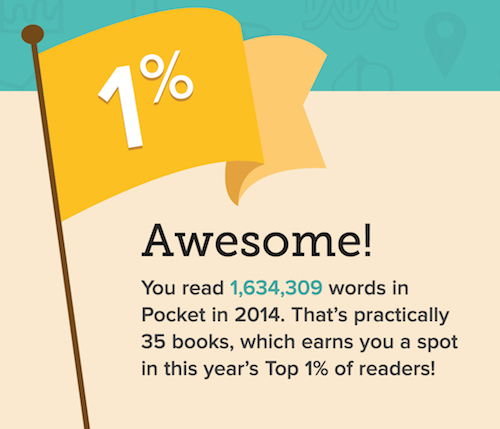 1%
Awesome!
You read 1,634,309 words in
Pocket in 2014. That’s practically
35 books, which earns you a spot
in this year’s Top 1% of readers!